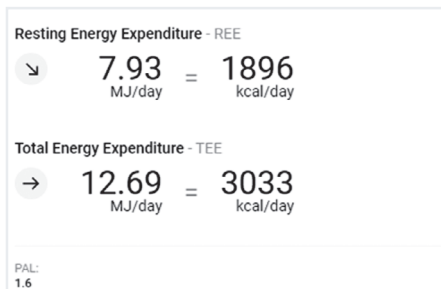 Resting Energy Expenditure - REE
7.93 = 1896
MJ/day kcal/day
Total Energy Expenditure - TEE
12.69 = 3033
MJ/day kcal/day
PAL:
1.6